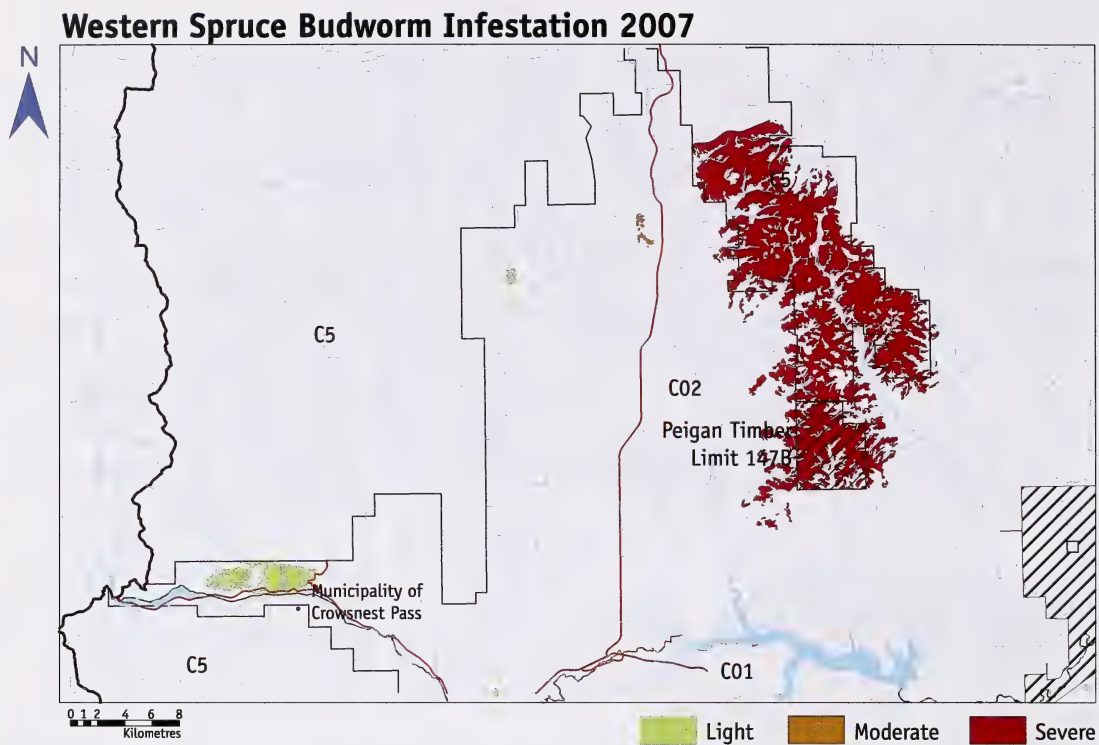 Western Spruce Budworm Infestation 2007
N
C5
C5
C02
Peigan Timber
Limit 147B
Municipality of
Crowsnest Pass
C5
C01
0 1 2 4 6 8
Kilometres
Light
Moderate
Severe